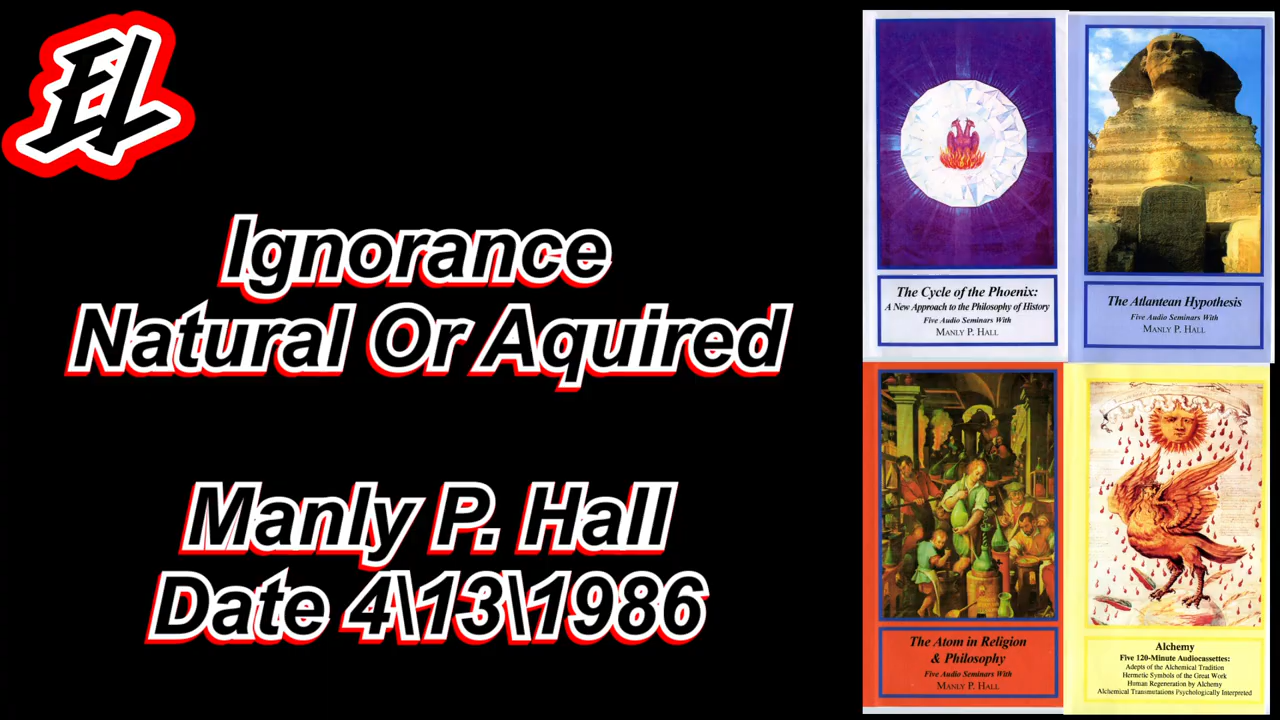 EL
Ignorance
Natural Or Aquired
Manly P. Hall
Date 4\13\1986
The Cycle of the Phoenix:
A New Approach to the Philosophy of History
Five Audio Seminars With
MANLY P. HALL
The Atlantean Hypothesis
Five Audio Seminars With
MANLY P. HALL
The Atom in Religion
& Philosophy
Five Audio Seminars With
MANLY P. HALL
Alchemy
Five 120-Minute Audiocassettes:
Adepts of the Alchemical Tradition
Hermetic Symbols of the Great Work
Human Regeneration by Alchemy
Alchemical Transmutations Psychologically Interpreted